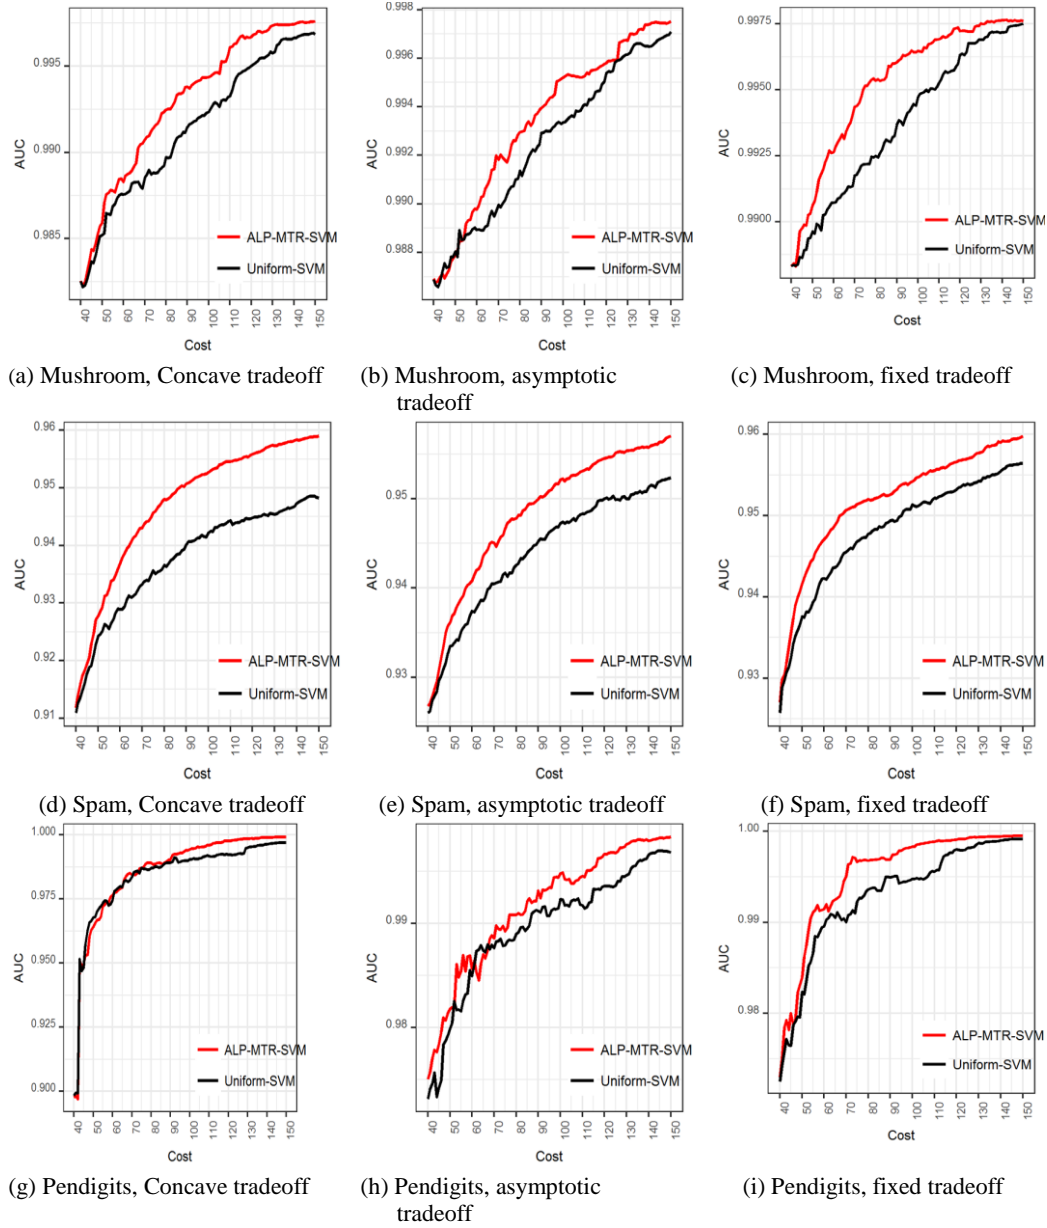 0.995
0.990
0.985
AUC
ALP-MTR-SVM
Uniform-SVM
40 50 60 70 80 90 100 110 120 130 140 150
Cost
0.998
0.996
0.994
0.992
0.990
0.988
AUC
ALP-MTR-SVM
Uniform-SVM
40 50 60 70 80 90 100 110 120 130 140 150
Cost
0.9975
0.9950
0.9925
0.9900
AUC
ALP-MTR-SVM
Uniform-SVM
40 50 60 70 80 90 100 110 120 130 140 150
Cost
(a) Mushroom, Concave tradeoff
(b) Mushroom, asymptotic
tradeoff
(c) Mushroom, fixed tradeoff
0.96
0.95
0.94
0.93
0.92
0.91
AUC
ALP-MTR-SVM
Uniform-SVM
40 50 60 70 80 90 100 110 120 130 140 150
Cost
0.95
0.94
0.93
AUC
ALP-MTR-SVM
Uniform-SVM
40 50 60 70 80 90 100 110 120 130 140 150
Cost
0.96
0.95
0.94
0.93
AUC
ALP-MTR-SVM
Uniform-SVM
40 50 60 70 80 90 100 110 120 130 140 150
Cost
(d) Spam, Concave tradeoff
(e) Spam, asymptotic tradeoff
(f) Spam, fixed tradeoff
1.000
0.975
0.950
0.925
0.900
AUC
ALP-MTR-SVM
Uniform-SVM
40 50 60 70 80 90 100 110 120 130 140 150
Cost
0.99
0.98
AUC
ALP-MTR-SVM
Uniform-SVM
40 50 60 70 80 90 100 110 120 130 140 150
Cost
1.00
0.99
0.98
AUC
ALP-MTR-SVM
Uniform-SVM
40 50 60 70 80 90 100 110 120 130 140 150
Cost
(g) Pendigits, Concave tradeoff
(h) Pendigits, asymptotic
tradeoff
(i) Pendigits, fixed tradeoff